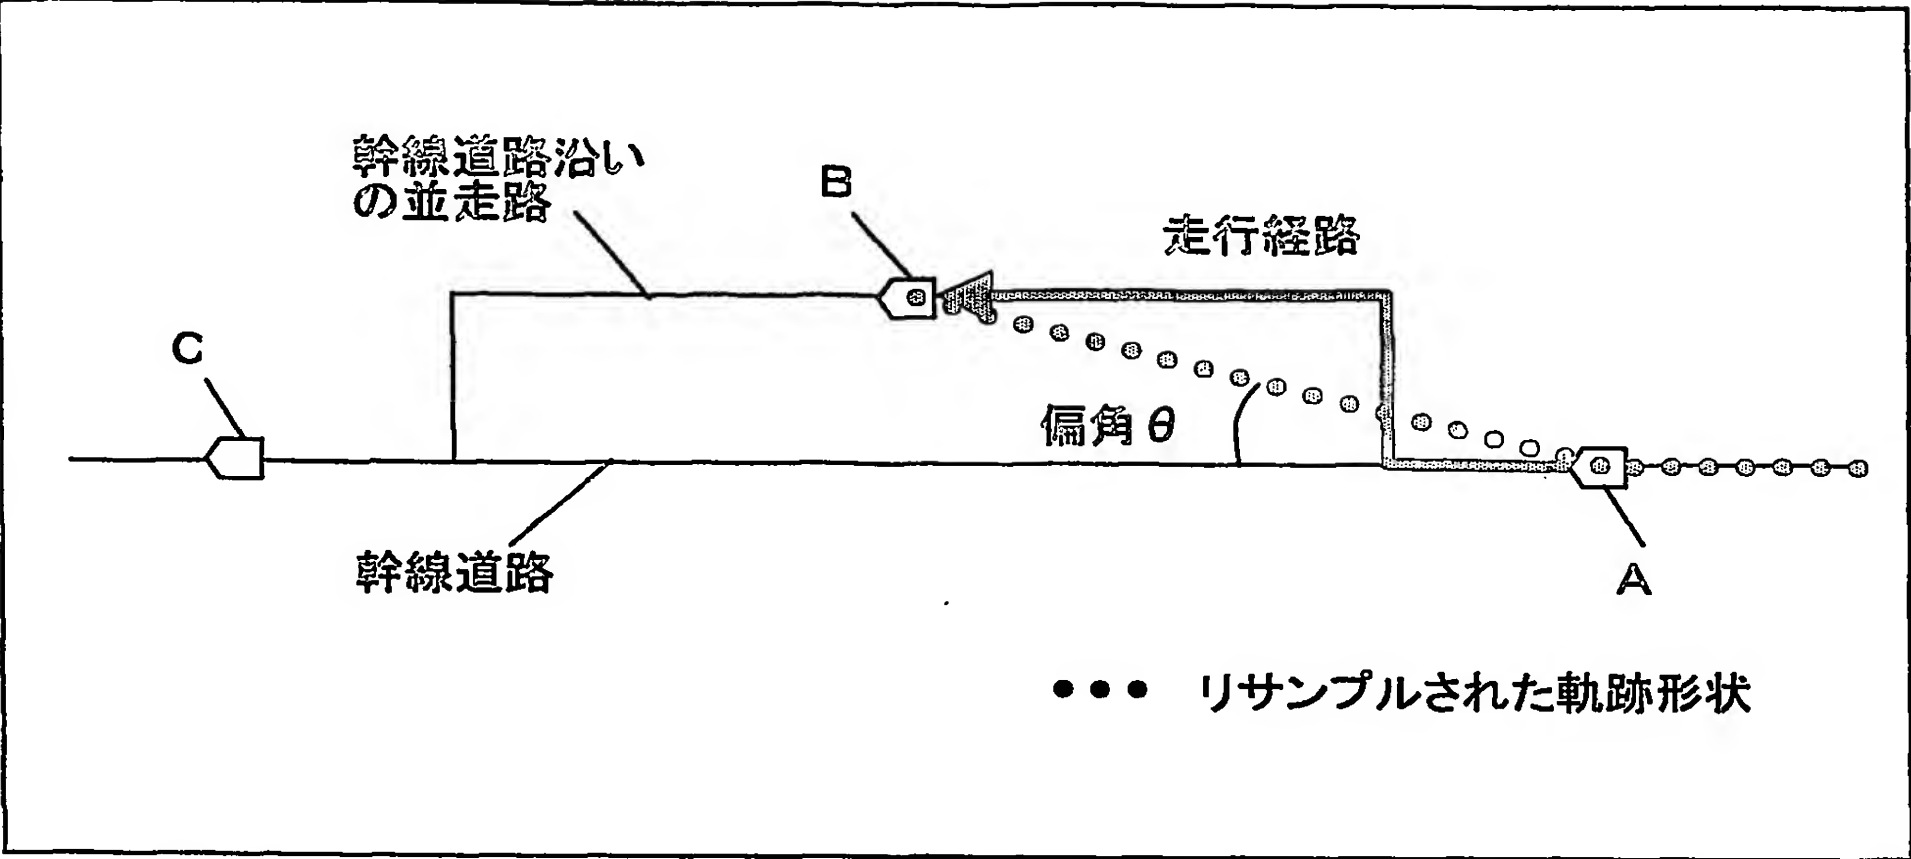 幹線道路沿い
の並走路
B
走行経路
C
偏角θ
幹線道路
A
リサンプルされた軌跡形状